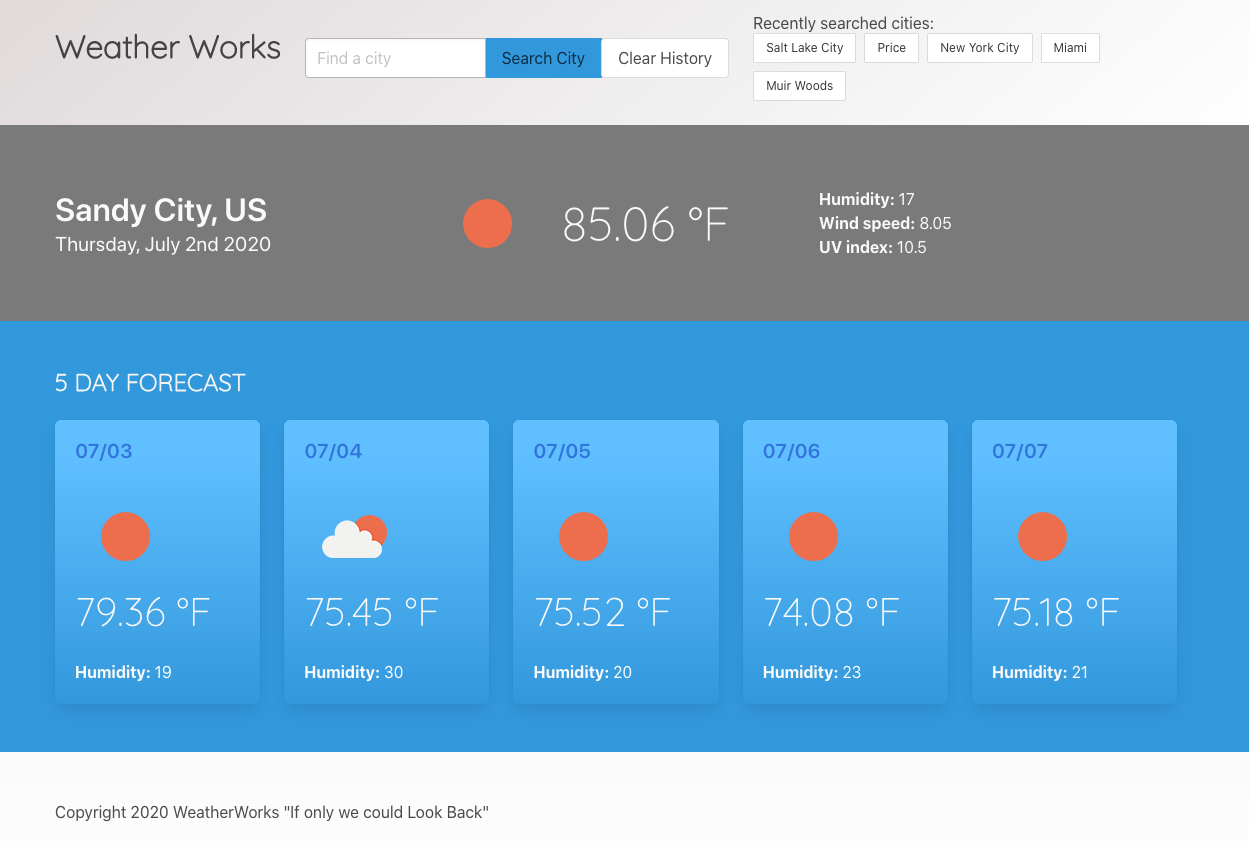 Weather Works
Find a city
Search City
Clear History
Recently searched cities:
Salt Lake City
Price
New York City
Miami
Muir Woods
Sandy City, US
Thursday, July 2nd 2020
85.06 °F
Humidity: 17
Wind speed: 8.05
UV index: 10.5
5 DAY FORECAST
07/03
79.36 °F
Humidity: 19
07/04
75.45 °F
Humidity: 30
07/05
75.52 °F
Humidity: 20
07/06
74.08 °F
Humidity: 23
07/07
75.18 °F
Humidity: 21
Copyright 2020 WeatherWorks "If only we could Look Back"